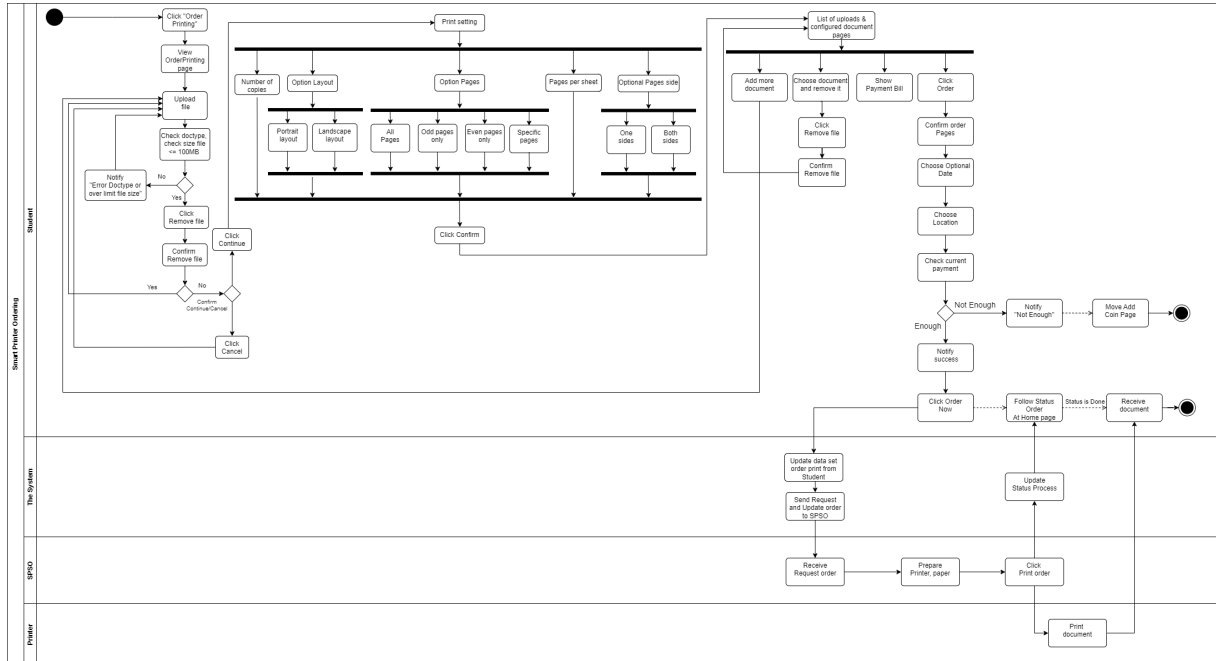 Smart Printer Ordering
Student
Click "Order
Printing"
View
OrderPrinting
page
Upload
file
Check doctype,
check size file
<= 100MB
No
Notify
"Error Doctype or
over limit file size"
Yes
Click
Remove file
Confirm
Remove file
Yes
No
Confirm
Continue/Cancel
Click
Continue
Click
Cancel
Print setting
Number of
copies
Option Layout
Option Pages
Pages per sheet
Optional Pages side
Portrait
layout
Landscape
layout
All
Pages
Odd pages
only
Even pages
only
Specific
pages
One
sides
Both
sides
Click Confirm
List of uploads &
configured document
pages
Add more
document
Choose document
and remove it
Show
Payment Bill
Click
Order
Click
Remove file
Confirm
Remove file
Confirm order
Pages
Choose Optional
Date
Choose
Location
Check current
payment
Not Enough
Enough
Notify
"Not Enough"
Move Add
Coin Page
Notify
success
Click Order
Now
Follow Status
Order
At Home page
Status is Done
Receive
document
The System
Update data set
order print from
Student
Send Request
and Update order
to SPSO
Update
Status Process
SPSO
Receive
Request order
Prepare
Printer, paper
Click
Print order
Printer
Print
document